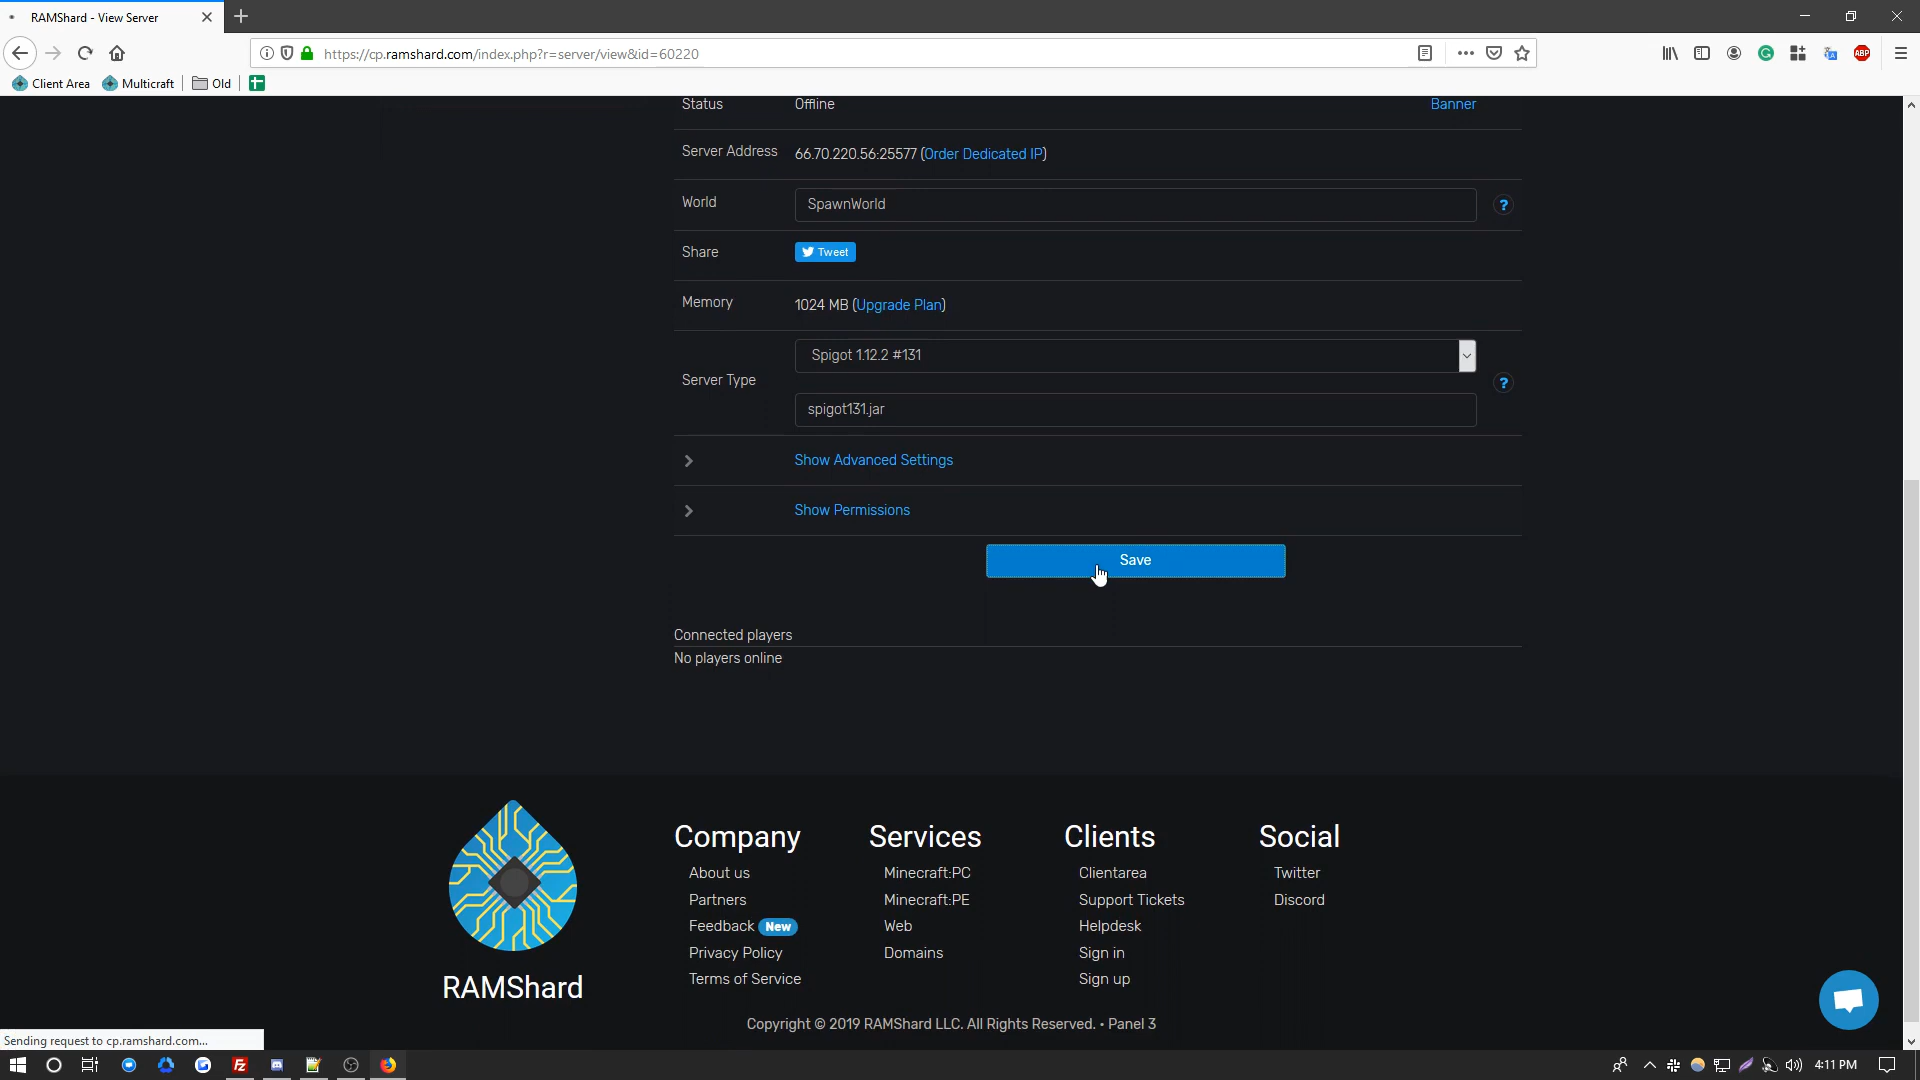 RAMShard - View Server
https://cp.ramshard.com/index.php?r=server/view&id=60220
ABP
Client Area Multicraft Old
Status Offline Banner
Server Address 66.70.220.56:25577 (Order Dedicated IP)
World SpawnWorld ?
Share Tweet
Memory 1024 MB (Upgrade Plan)
Spigot 1.12.2 #131
Server Type ?
spigot131.jar
Show Advanced Settings
Show Permissions
Save
Connected players
No players online
RAMShard
Company
About us
Partners
Feedback New
Privacy Policy
Terms of Service
Services
Minecraft:PC
Minecraft:PE
Web
Domains
Clients
Clientarea
Support Tickets
Helpdesk
Sign in
Sign up
Social
Twitter
Discord
Copyright © 2019 RAMShard LLC. All Rights Reserved. • Panel 3
Sending request to cp.ramshard.com...
Fz
4:11 PM